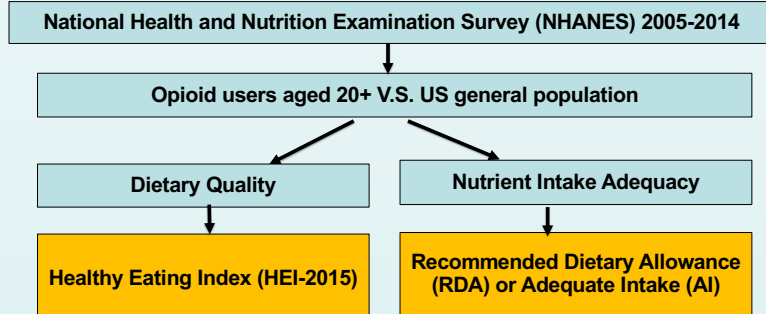 National Health and Nutrition Examination Survey (NHANES) 2005-2014
Opioid users aged 20+ V.S. US general population
Dietary Quality
Nutrient Intake Adequacy
Healthy Eating Index (HEI-2015)
Recommended Dietary Allowance
(RDA) or Adequate Intake (AI)